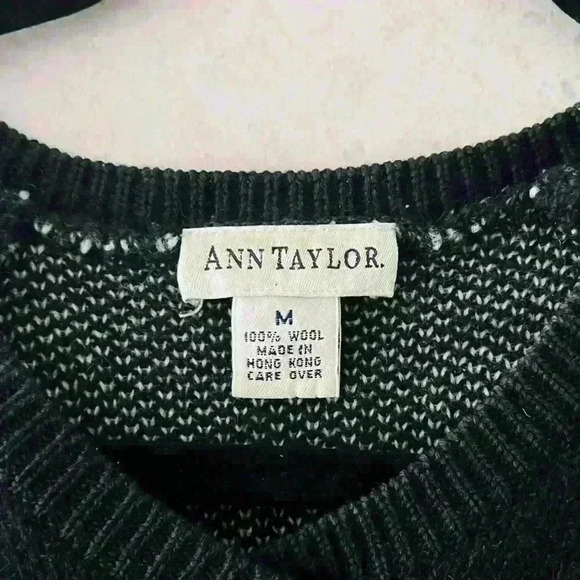 ANN TAYLOR.
M
100% WOOL
MADE IN
HONG KONG
CARE OVER